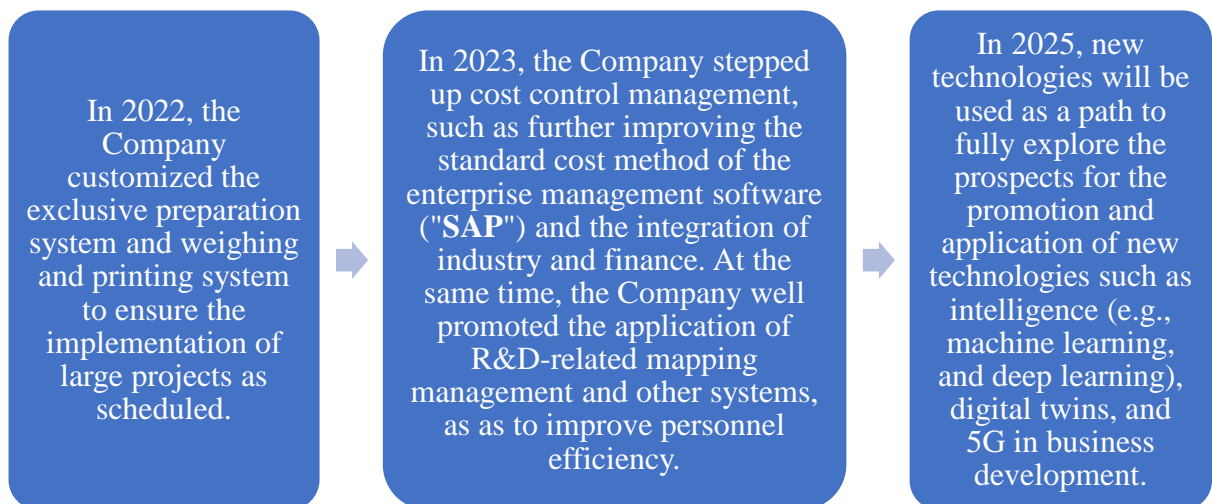 In 2022, the
Company
customized the
exclusive preparation
system and weighing
and printing system
to ensure the
implementation of
large projects as
scheduled.
In 2023, the Company stepped
up cost control management,
such as further improving the
standard cost method of the
enterprise management software
("SAP") and the integration of
industry and finance. At the
same time, the Company well
promoted the application of
R&D-related mapping
management and other systems,
as as to improve personnel
efficiency.
In 2025, new
technologies will be
used as a path to
fully explore the
prospects for the
promotion and
application of new
technologies such as
intelligence (e.g.,
machine learning,
and deep learning),
digital twins, and
5G in business
development.